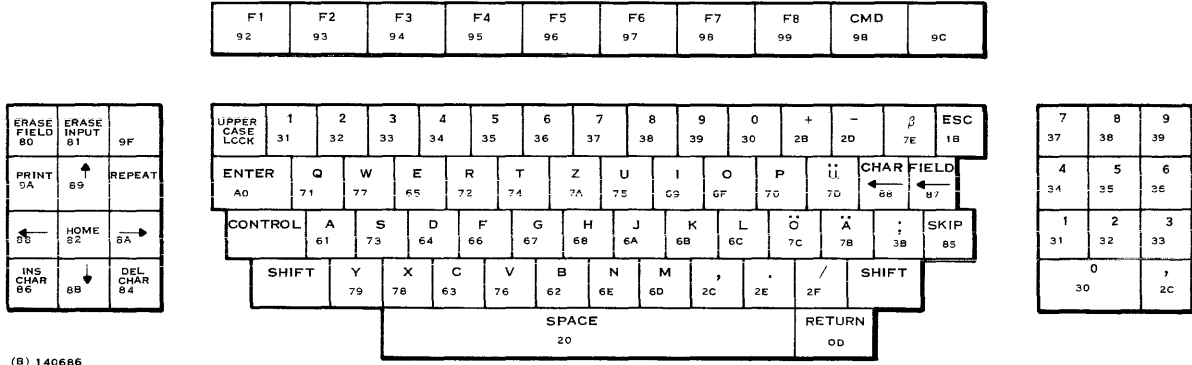 F1 F2 F3 F4 F5 F6 F7 F8 CMD
92 93 94 95 96 97 98 99 9B 9C
ERASE FIELD 80 ERASE INPUT 81 9F
PRINT 9A 89 REPEAT
88 HOME 82 8A
INS CHAR 86 8B DEL CHAR 84
UPPER CASE LOCK 1 2 3 4 5 6 7 8 9 0 + - β ESC
31 32 33 34 35 36 37 38 39 30 2B 2D 7E 1B
ENTER Q W E R T Z U I O P Ü CHAR FIELD
A0 71 77 65 72 74 7A 75 69 6F 70 7D 88 87
CONTROL A S D F G H J K L Ö Ä ; SKIP
61 73 64 66 67 68 6A 6B 6C 7C 7B 3B 85
SHIFT Y X C V B N M , . / SHIFT
79 78 63 76 62 6E 6D 2C 2E 2F
SPACE RETURN
20 0D
7 8 9
37 38 39
4 5 6
34 35 36
1 2 3
31 32 33
0 ,
30 2C
(B) 140686